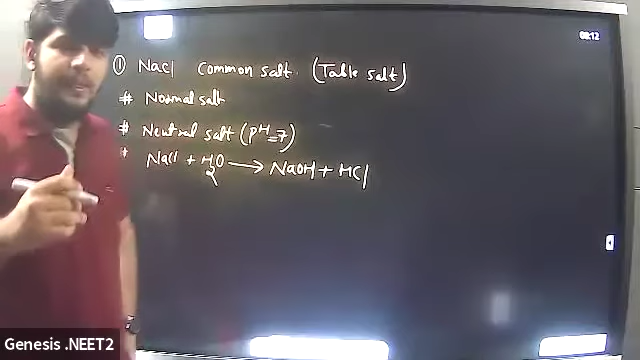 08:12
① NaCl Common salt. (Table salt)
# Normal salt
# Neutral salt (pH=7)
* NaCl + H2O → NaOH + HCl
Genesis .NEET2